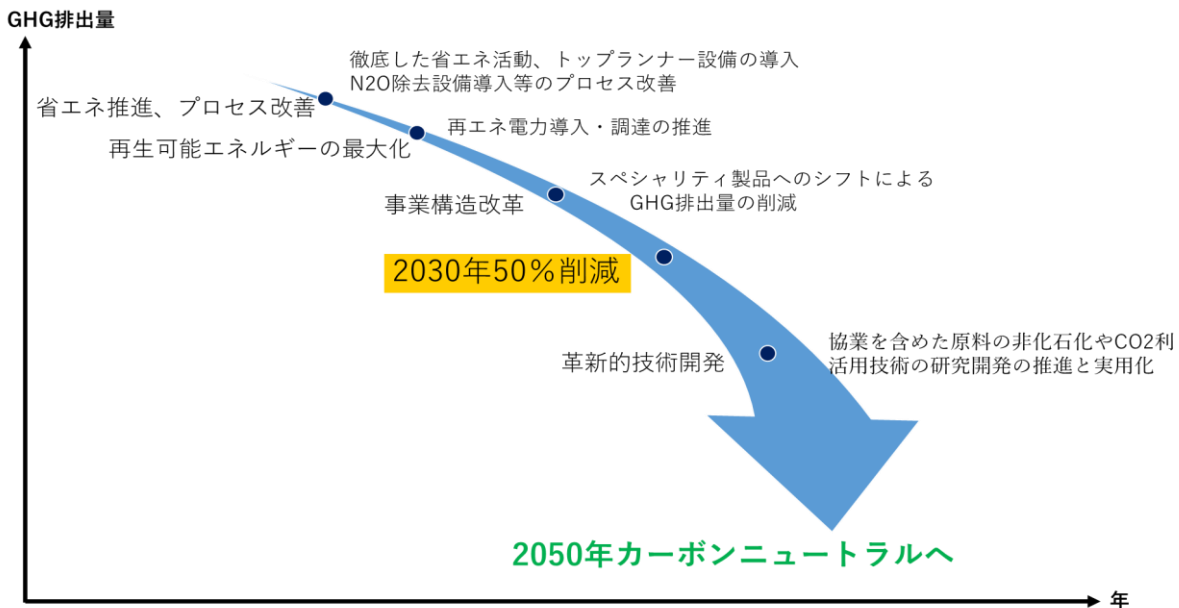 GHG排出量
徹底した省エネ活動、トップランナー設備の導入
N2O除去設備導入等のプロセス改善
省エネ推進、プロセス改善
再エネ電力導入・調達の推進
再生可能エネルギーの最大化
スペシャリティ製品へのシフトによる
GHG排出量の削減
事業構造改革
2030年50%削減
協業を含めた原料の非化石化やCO2利
活用技術の研究開発の推進と実用化
革新的技術開発
2050年カーボンニュートラルへ
年